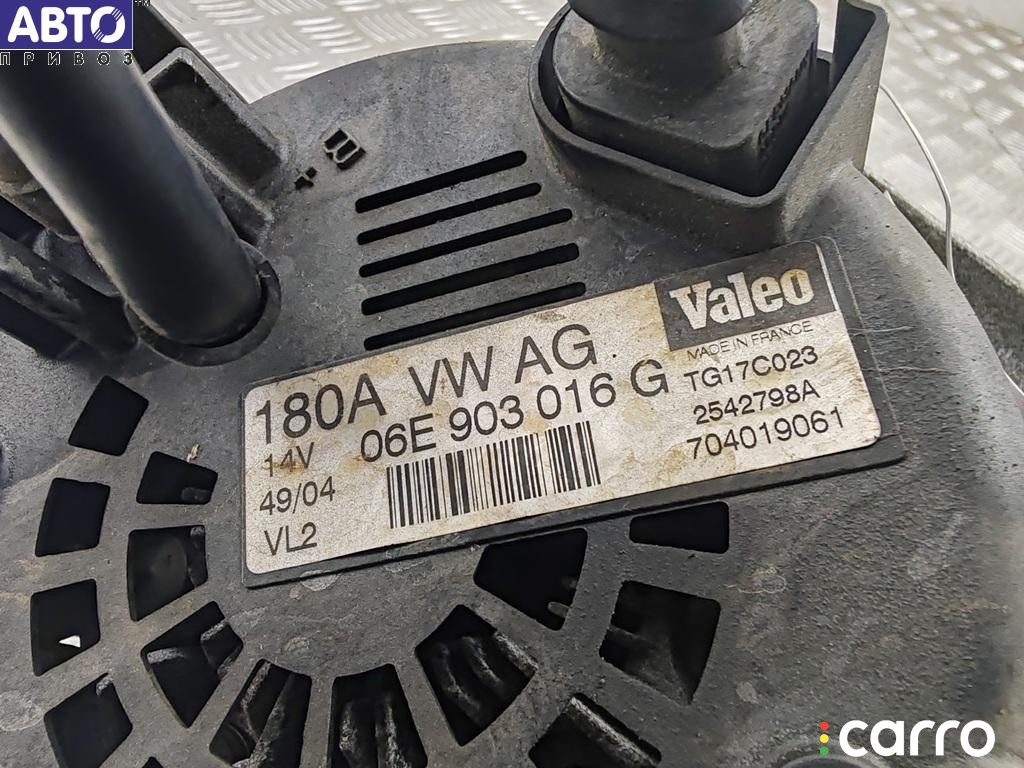 АВТО™
ПРИВОЗ
B+
Valeo
MADE IN FRANCE
180A VW AG
TG17C023
14V 06E 903 016 G
2542798A
49/04
704019061
VL2
carro